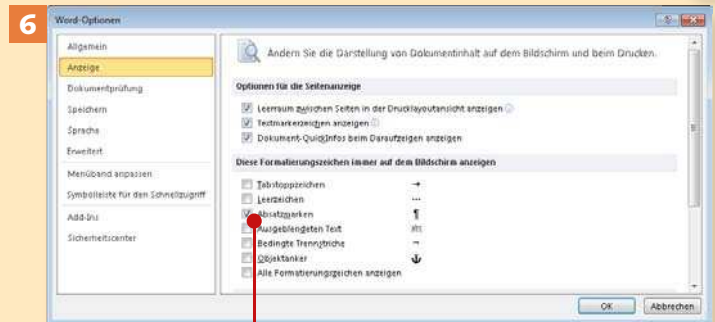 6
Word-Optionen
Allgemein
Anzeige
Dokumentprüfung
Speichern
Sprache
Erweitert
Menüband anpassen
Symbolleiste für den Schnellzugriff
Add-Ins
Sicherheitscenter
Ändern Sie die Darstellung von Dokumentinhalt auf dem Bildschirm und beim Drucken.
Optionen für die Seitenanzeige
Leerraum zwischen Seiten in der Drucklayoutansicht anzeigen
Textmarkerzeichen anzeigen
Dokument-QuickInfos beim Daraufzeigen anzeigen
Diese Formatierungszeichen immer auf dem Bildschirm anzeigen
Tabstoppzeichen →
Leerzeichen ···
Absatzmarken ¶
Ausgeblendeten Text abc
Bedingte Trennstriche ¬
Objektanker
Alle Formatierungszeichen anzeigen
OK Abbrechen